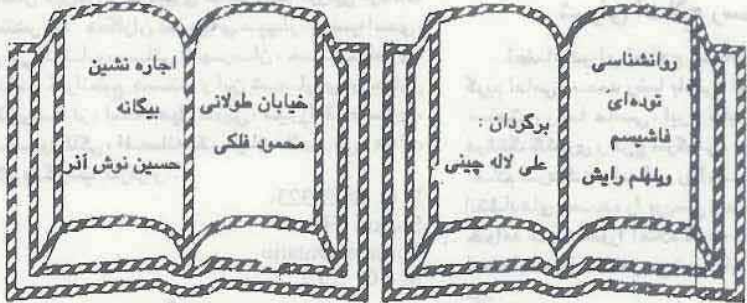 روانشناسی
توده‌ای
فاشیسم
ویلهلم رایش
برگردان :
علی لاله چینی
خیابان طولانی
محمود فلکی
اجاره نشین
بیگانه
حسین نوش آذر